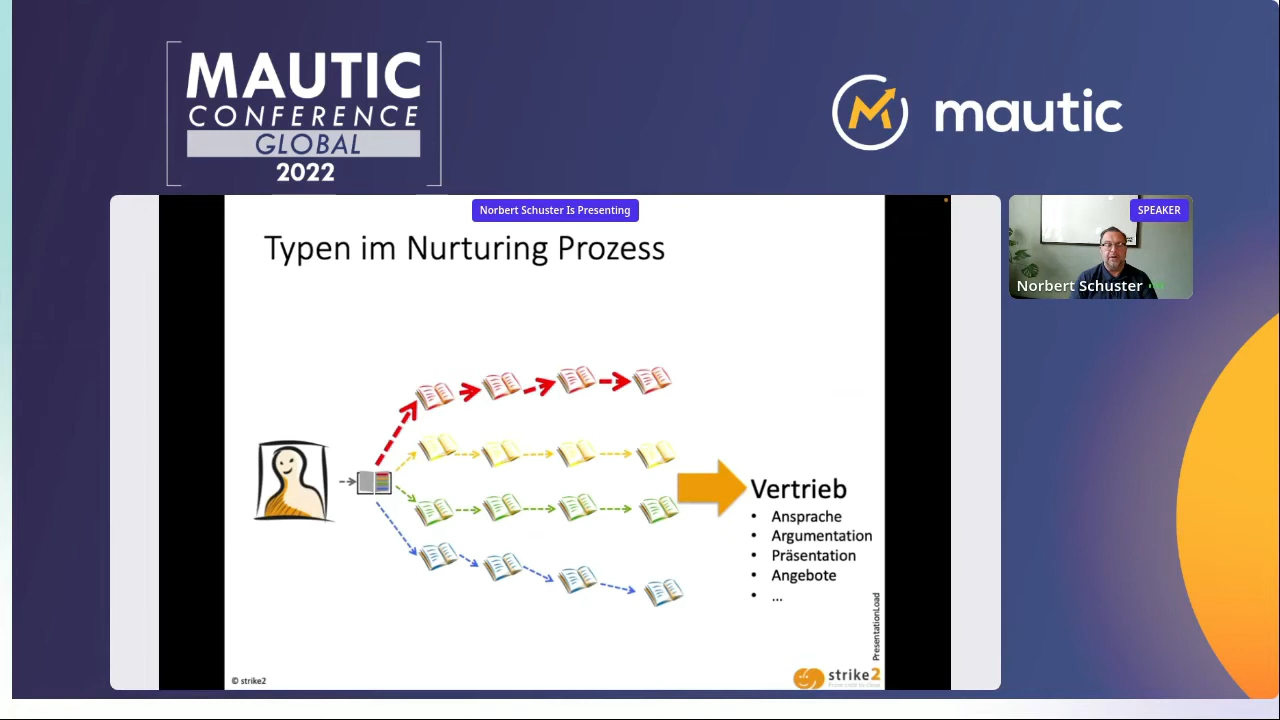 MAUTIC
CONFERENCE
GLOBAL
2022
mautic
Norbert Schuster Is Presenting
SPEAKER
Norbert Schuster
Typen im Nurturing Prozess
Vertrieb
• Ansprache
• Argumentation
• Präsentation
• Angebote
• ...
PresentationLoad
© strike2
strike2